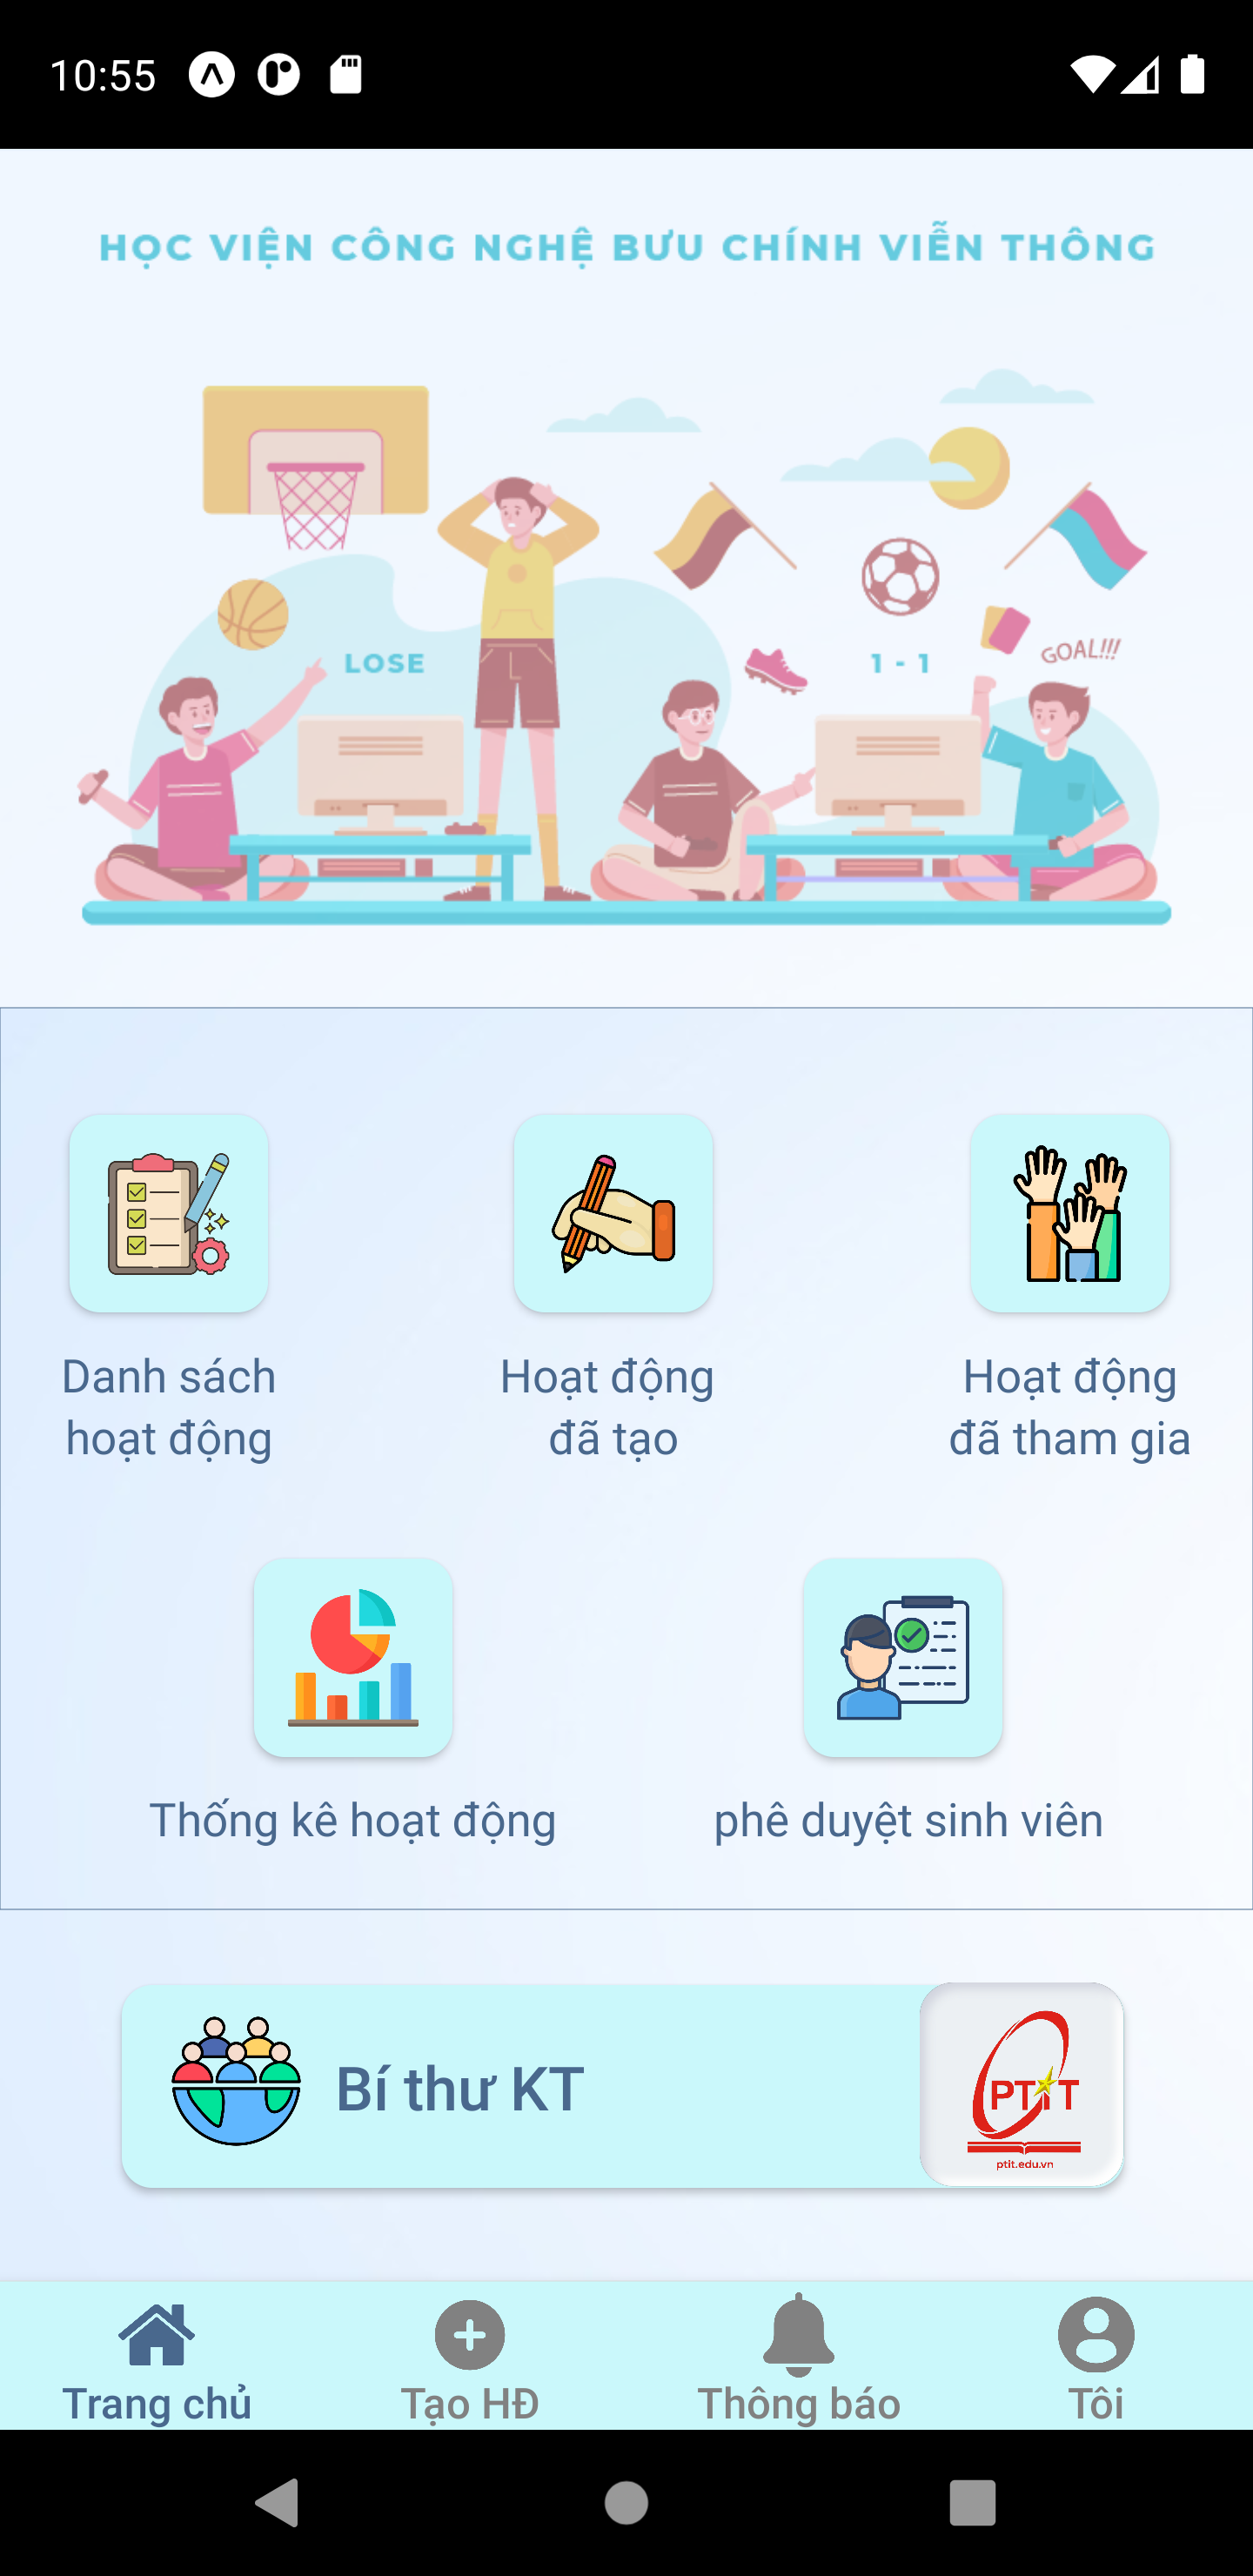 10:55
HỌC VIỆN CÔNG NGHỆ BƯU CHÍNH VIỄN THÔNG
LOSE
1 - 1
GOAL!!!
Danh sách
hoạt động
Hoạt động
đã tạo
Hoạt động
đã tham gia
Thống kê hoạt động
phê duyệt sinh viên
Bí thư KT
PTIT
ptit.edu.vn
Trang chủ
Tạo HĐ
Thông báo
Tôi